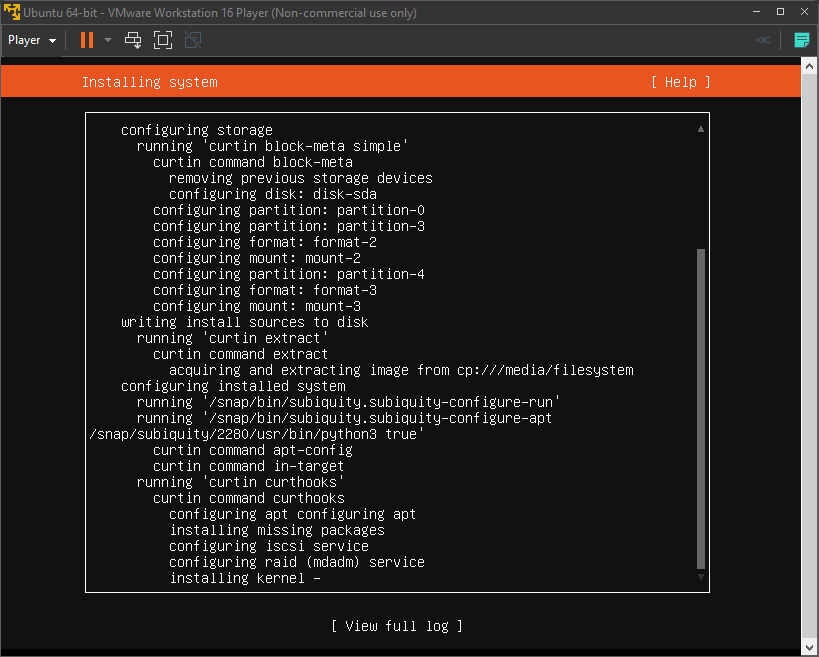 Ubuntu 64-bit - VMware Workstation 16 Player (Non-commercial use only)
Player
Installing system [ Help ]
configuring storage
running 'curtin block-meta simple'
curtin command block-meta
removing previous storage devices
configuring disk: disk-sda
configuring partition: partition-0
configuring partition: partition-3
configuring format: format-2
configuring mount: mount-2
configuring partition: partition-4
configuring format: format-3
configuring mount: mount-3
writing install sources to disk
running 'curtin extract'
curtin command extract
acquiring and extracting image from cp:///media/filesystem
configuring installed system
running '/snap/bin/subiquity.subiquity-configure-run'
running '/snap/bin/subiquity.subiquity-configure-apt
/snap/subiquity/2280/usr/bin/python3 true'
curtin command apt-config
curtin command in-target
running 'curtin curthooks'
curtin command curthooks
configuring apt configuring apt
installing missing packages
configuring iscsi service
configuring raid (mdadm) service
installing kernel -
[ View full log ]